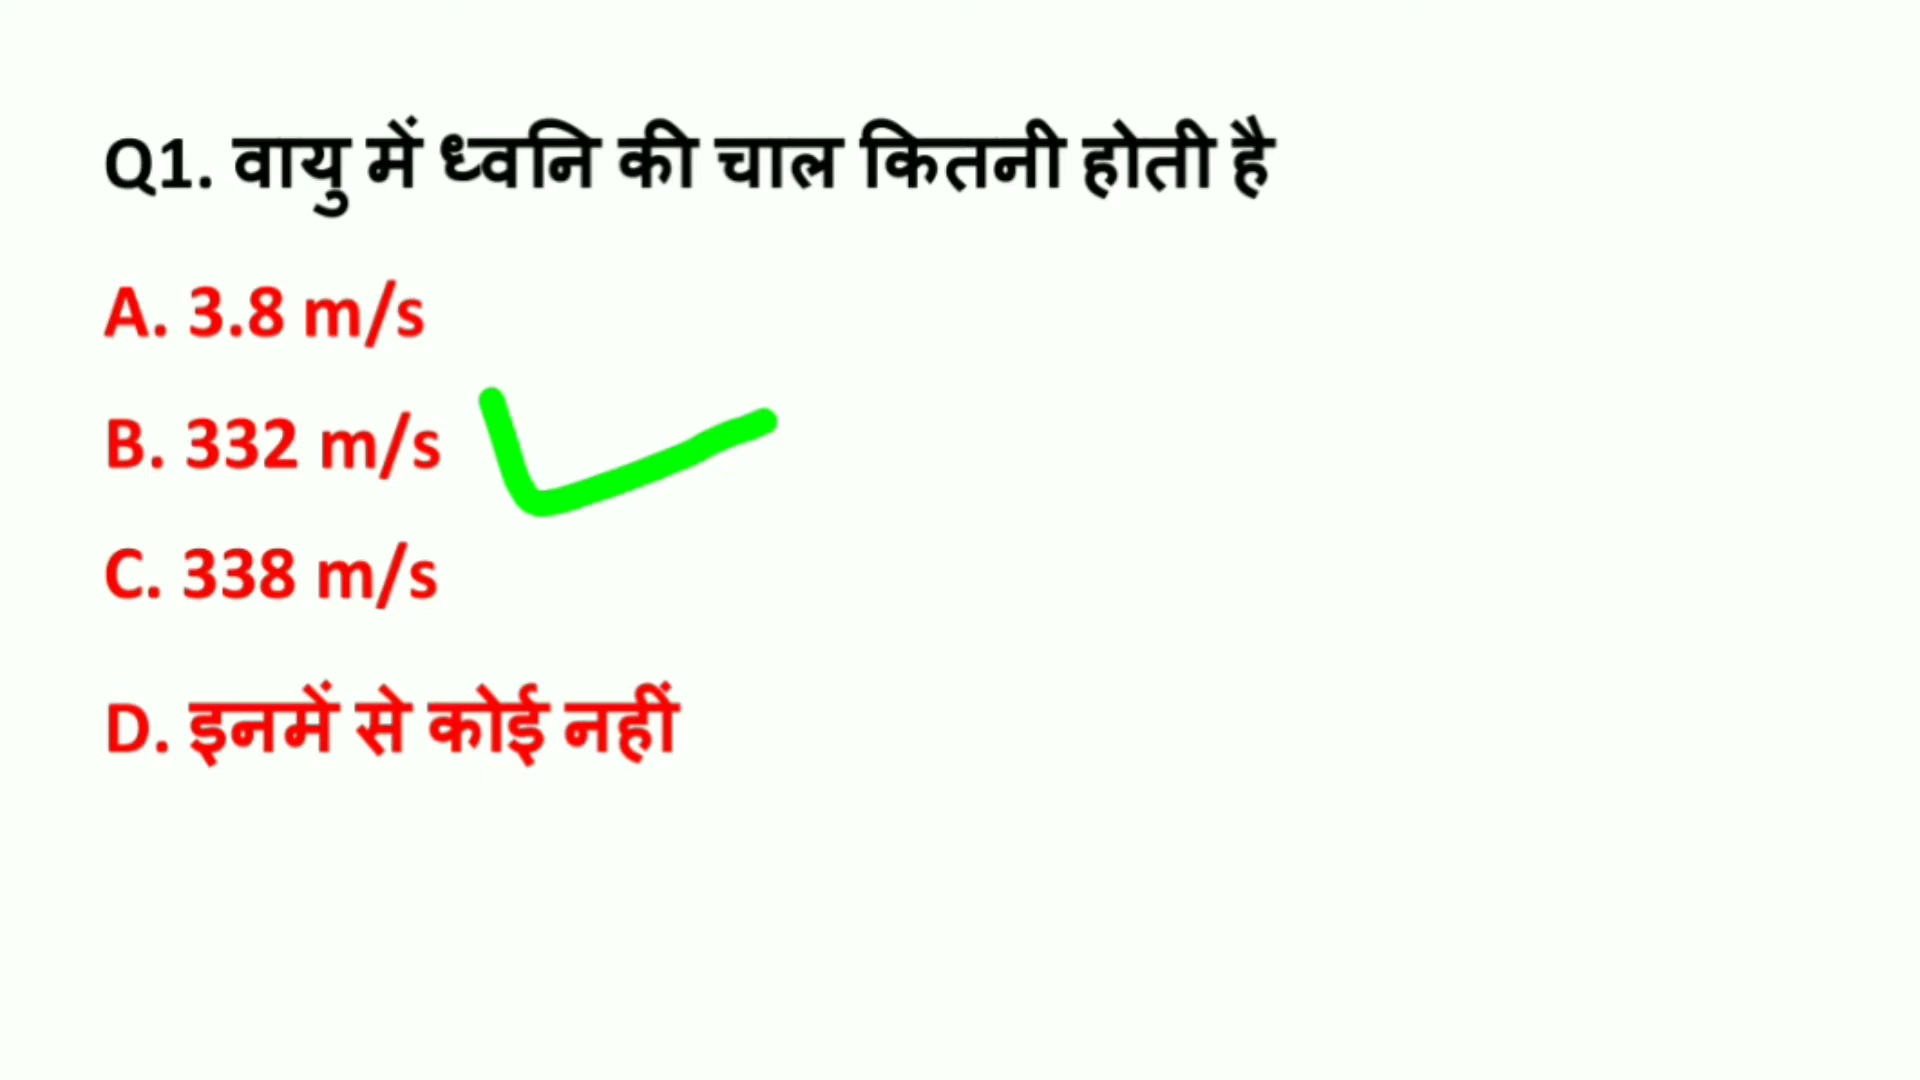 Q1. वायु में ध्वनि की चाल कितनी होती है
A. 3.8 m/s
B. 332 m/s
C. 338 m/s
D. इनमें से कोई नहीं